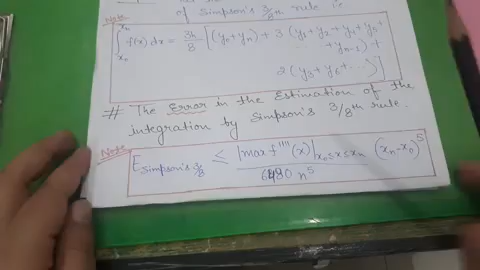 of Simpson's 3/8th rule is
Note
∫x₀^xₙ f(x) dx = 3h/8 [(y₀+yₙ) + 3 (y₁+y₂+y₄+y₅+
.. +yₙ₋₁) +
2(y₃+y₆+...)]
# The Error in the Estimation of the
integration by Simpson's 3/8th rule.
Note
E Simpson's 3/8 ≤ |max f''''(x)| x₀≤x≤xₙ (xₙ-x₀)⁵
n⁵